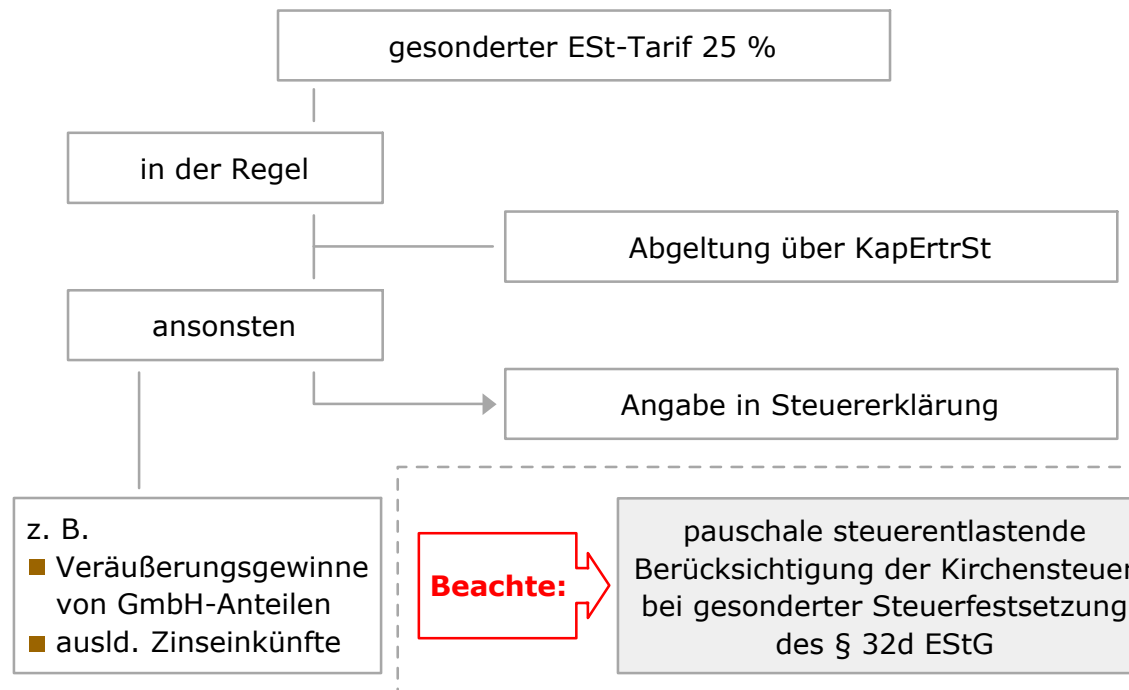 gesonderter ESt-Tarif 25 %
in der Regel
Abgeltung über KapErtrSt
ansonsten
Angabe in Steuererklärung
z. B.
Veräußerungsgewinne
von GmbH-Anteilen
ausld. Zinseinkünfte
Beachte:
pauschale steuerentlastende
Berücksichtigung der Kirchensteuer
bei gesonderter Steuerfestsetzung
des § 32d EStG